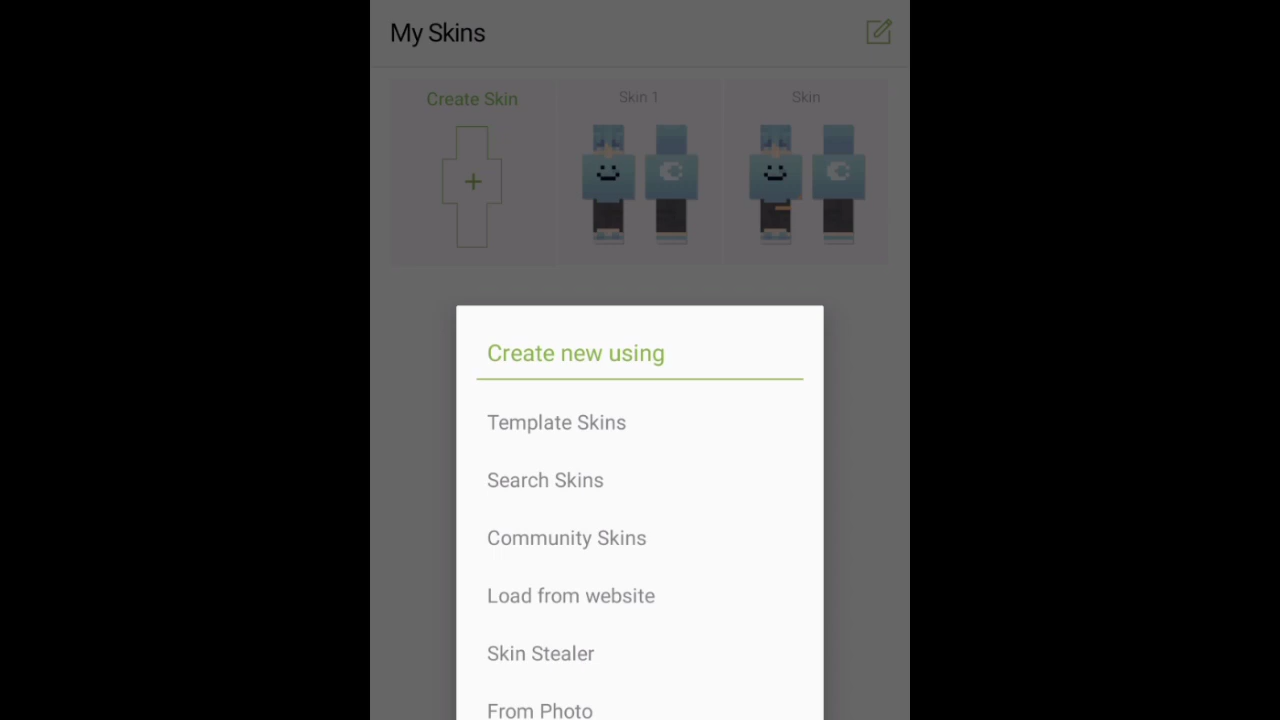 My Skins
Create Skin
Skin 1
Skin
Create new using
Template Skins
Search Skins
Community Skins
Load from website
Skin Stealer
From Photo